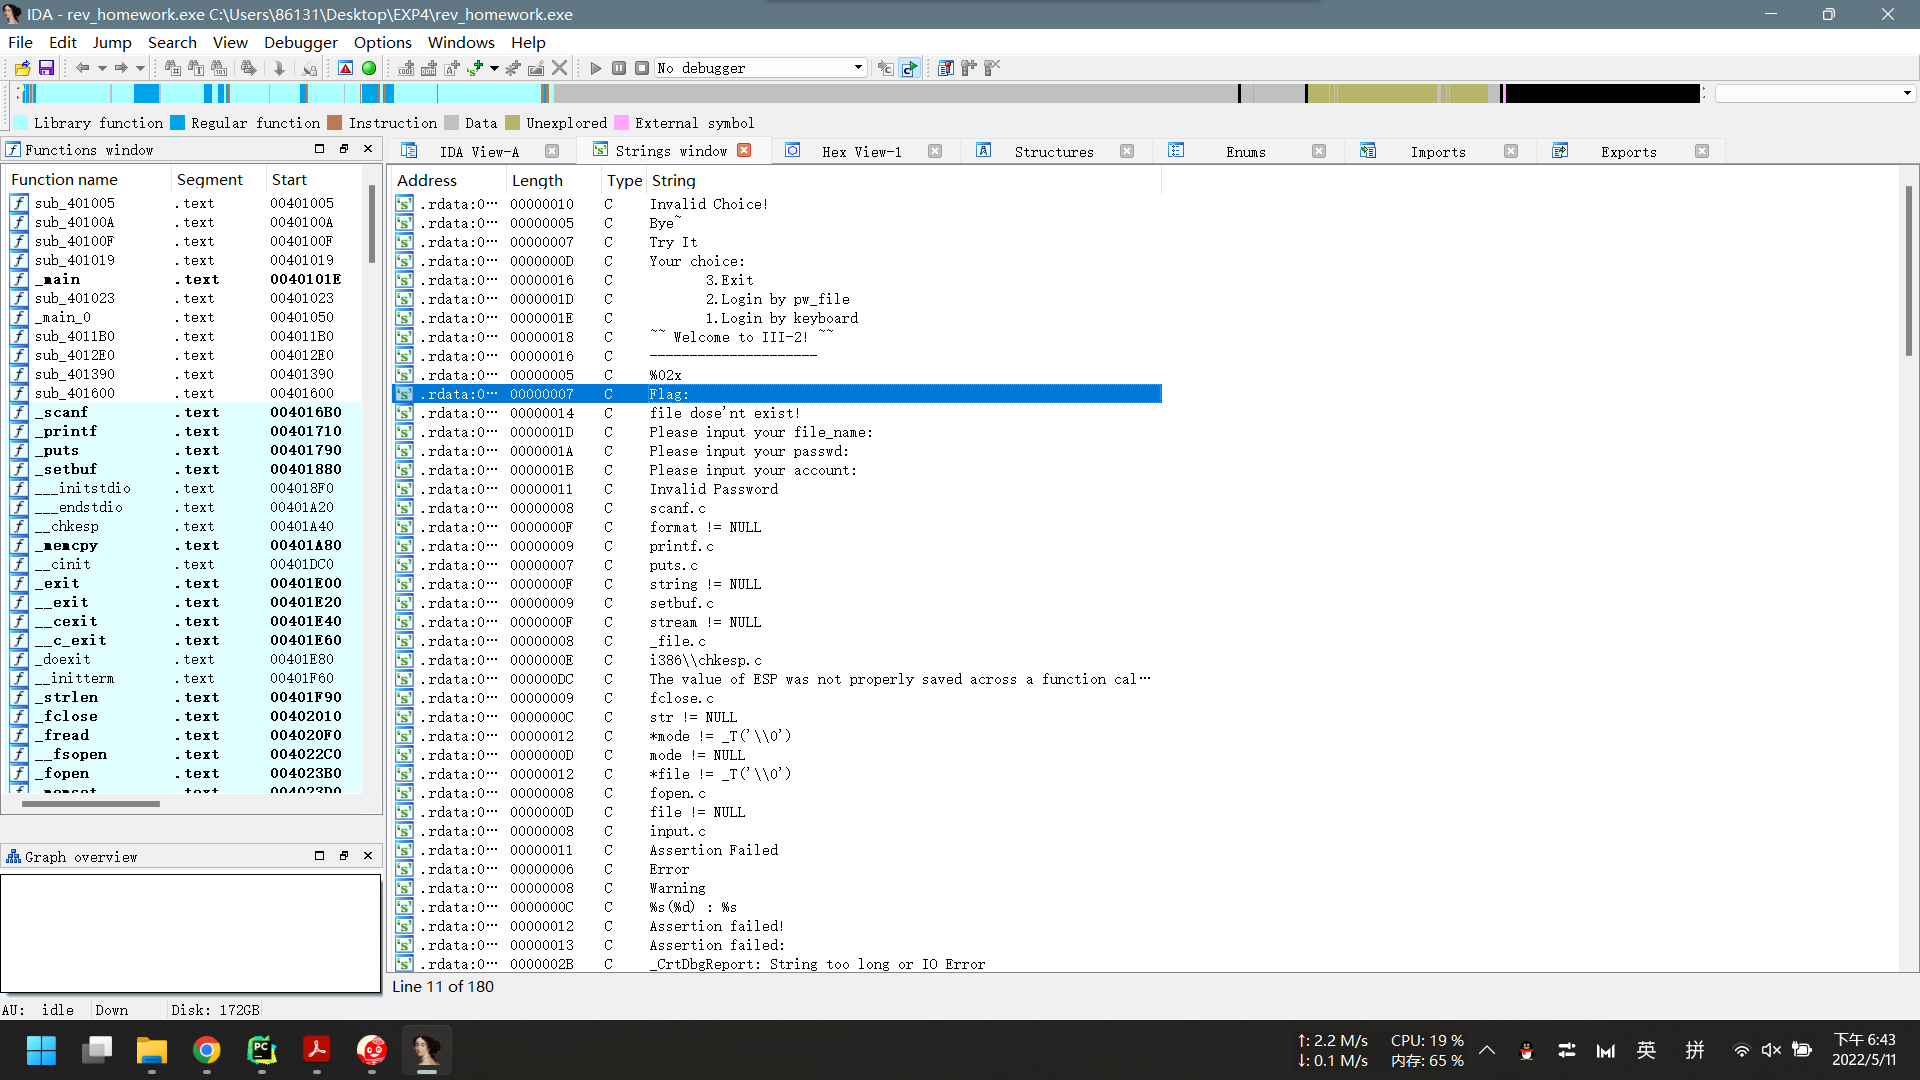 IDA - rev_homework.exe C:\Users\86131\Desktop\EXP4\rev_homework.exe
File Edit Jump Search View Debugger Options Windows Help
No debugger
Library function Regular function Instruction Data Unexplored External symbol
Functions window
IDA View-A Strings window Hex View-1 Structures Enums Imports Exports
Function name Segment Start
sub_401005 .text 00401005
sub_40100A .text 0040100A
sub_40100F .text 0040100F
sub_401019 .text 00401019
_main .text 0040101E
sub_401023 .text 00401023
_main_0 .text 00401050
sub_4011B0 .text 004011B0
sub_4012E0 .text 004012E0
sub_401390 .text 00401390
sub_401600 .text 00401600
_scanf .text 004016B0
_printf .text 00401710
_puts .text 00401790
_setbuf .text 00401880
___initstdio .text 004018F0
___endstdio .text 00401A20
__chkesp .text 00401A40
_memcpy .text 00401A80
__cinit .text 00401DC0
_exit .text 00401E00
__exit .text 00401E20
__cexit .text 00401E40
__c_exit .text 00401E60
_doexit .text 00401E80
__initterm .text 00401F60
_strlen .text 00401F90
_fclose .text 00402010
_fread .text 004020F0
__fsopen .text 004022C0
_fopen .text 004023B0
_memset .text 004023D0
Address Length Type String
.rdata:0… 00000010 C Invalid Choice!
.rdata:0… 00000005 C Bye~
.rdata:0… 00000007 C Try It
.rdata:0… 0000000D C Your choice:
.rdata:0… 00000016 C 3.Exit
.rdata:0… 0000001D C 2.Login by pw_file
.rdata:0… 0000001E C 1.Login by keyboard
.rdata:0… 00000018 C ~~ Welcome to III-2! ~~
.rdata:0… 00000016 C ---------------------
.rdata:0… 00000005 C %02x
.rdata:0… 00000007 C Flag:
.rdata:0… 00000014 C file dose'nt exist!
.rdata:0… 0000001D C Please input your file_name:
.rdata:0… 0000001A C Please input your passwd:
.rdata:0… 0000001B C Please input your account:
.rdata:0… 00000011 C Invalid Password
.rdata:0… 00000008 C scanf.c
.rdata:0… 0000000F C format != NULL
.rdata:0… 00000009 C printf.c
.rdata:0… 00000007 C puts.c
.rdata:0… 0000000F C string != NULL
.rdata:0… 00000009 C setbuf.c
.rdata:0… 0000000F C stream != NULL
.rdata:0… 00000008 C _file.c
.rdata:0… 0000000E C i386\\chkesp.c
.rdata:0… 000000DC C The value of ESP was not properly saved across a function cal…
.rdata:0… 00000009 C fclose.c
.rdata:0… 0000000C C str != NULL
.rdata:0… 00000012 C *mode != _T('\\0')
.rdata:0… 0000000D C mode != NULL
.rdata:0… 00000012 C *file != _T('\\0')
.rdata:0… 00000008 C fopen.c
.rdata:0… 0000000D C file != NULL
.rdata:0… 00000008 C input.c
.rdata:0… 00000011 C Assertion Failed
.rdata:0… 00000006 C Error
.rdata:0… 00000008 C Warning
.rdata:0… 0000000C C %s(%d) : %s
.rdata:0… 00000012 C Assertion failed!
.rdata:0… 00000013 C Assertion failed:
.rdata:0… 0000002B C _CrtDbgReport: String too long or IO Error
Graph overview
Line 11 of 180
AU: idle Down Disk: 172GB
↑: 2.2 M/s CPU: 19 %
↓: 0.1 M/s 内存: 65 %
英 拼
下午 6:43
2022/5/11